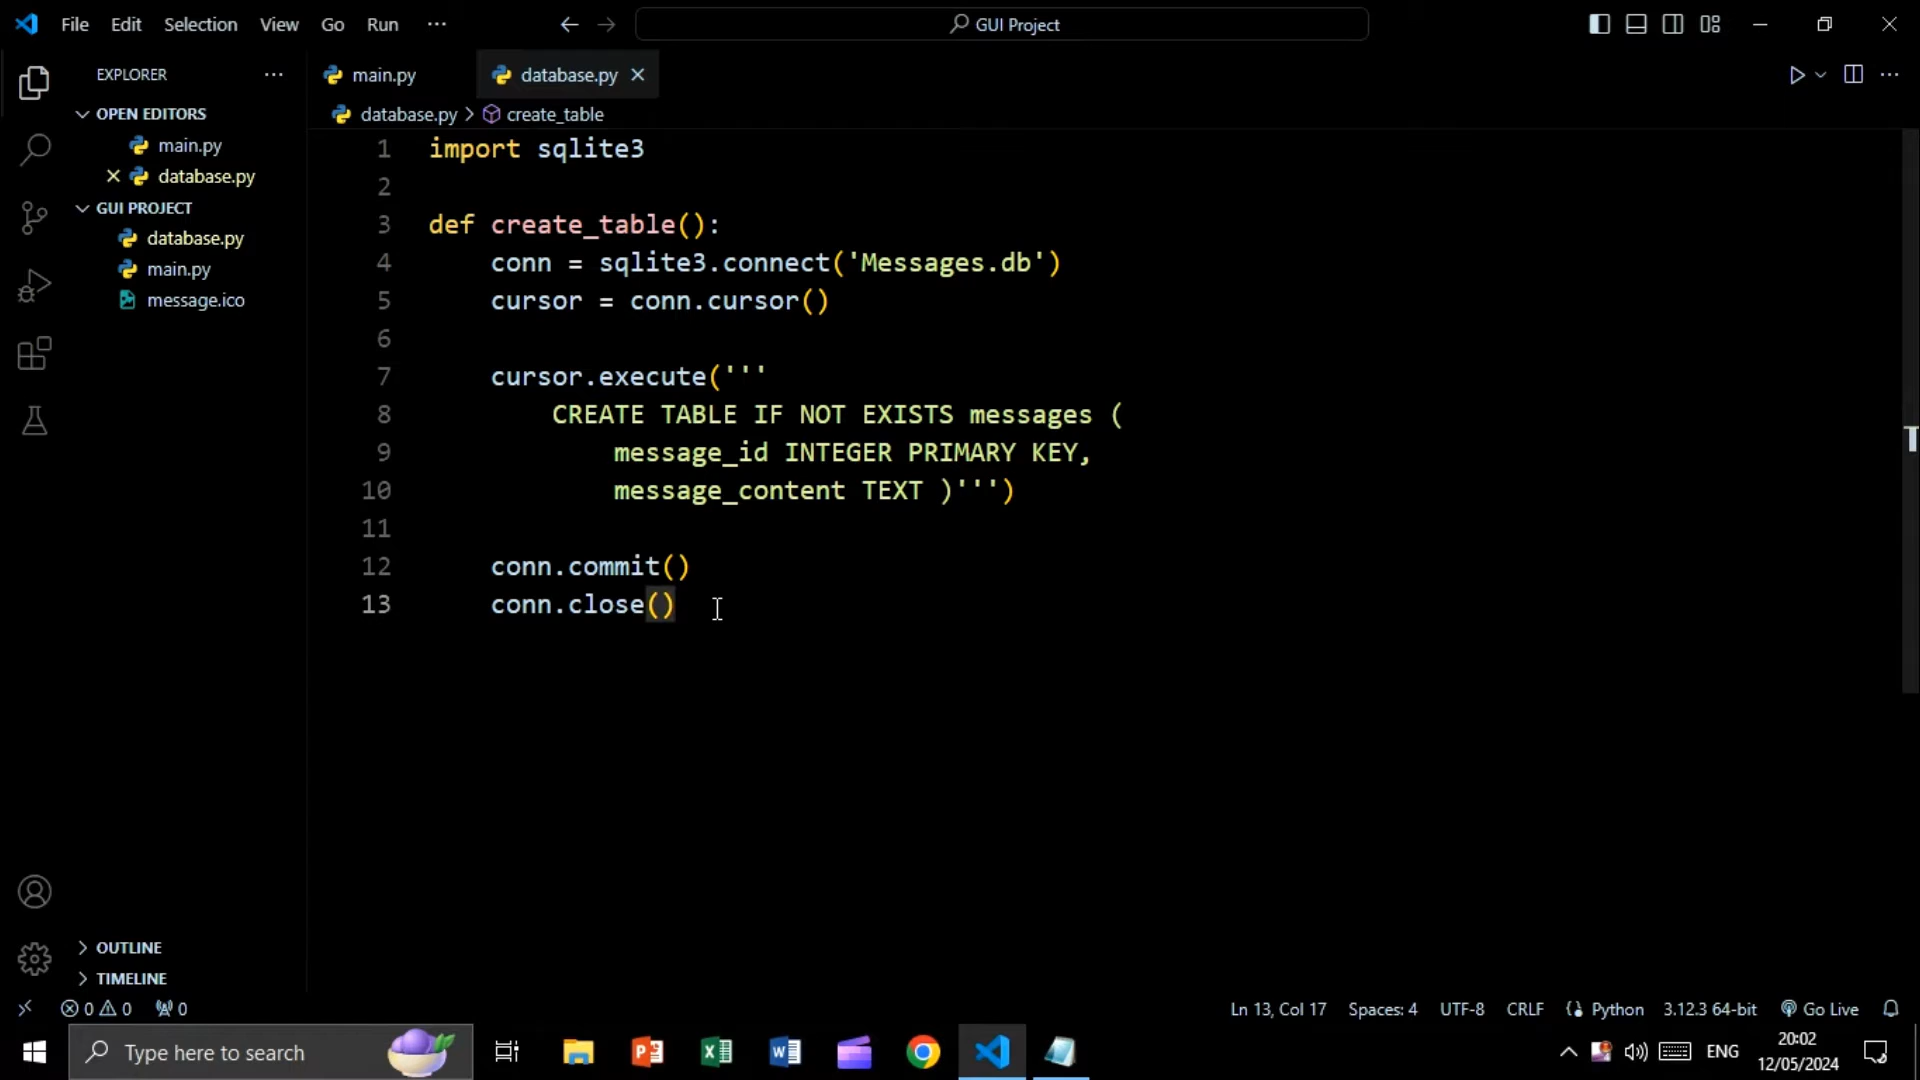 File Edit Selection View Go Run ···
GUI Project
EXPLORER
OPEN EDITORS
main.py
database.py
GUI PROJECT
database.py
main.py
message.ico
OUTLINE
TIMELINE
main.py
database.py
database.py > create_table
1 import sqlite3
2
3 def create_table():
4 conn = sqlite3.connect('Messages.db')
5 cursor = conn.cursor()
6
7 cursor.execute('''
8 CREATE TABLE IF NOT EXISTS messages (
9 message_id INTEGER PRIMARY KEY,
10 message_content TEXT )''')
11
12 conn.commit()
13 conn.close()
0 0 0
Ln 13, Col 17 Spaces: 4 UTF-8 CRLF Python 3.12.3 64-bit Go Live
Type here to search
ENG
20:02
12/05/2024